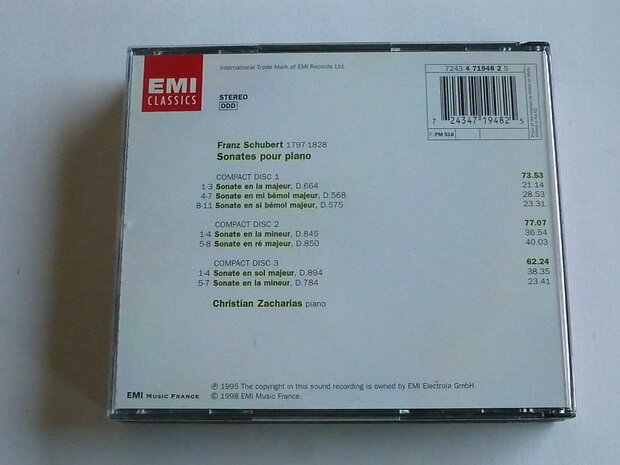 EMI
CLASSICS
International Trade Mark of EMI Records Ltd.
7243 4 71948 2 5
STEREO
DDD
7 24347 19482 5
PM 518
Franz Schubert 1797-1828
Sonates pour piano
COMPACT DISC 1 73.53
1-3 Sonate en la majeur, D.664 21.14
4-7 Sonate en mi bémol majeur, D.568 28.53
8-11 Sonate en si bémol majeur, D.575 23.31
COMPACT DISC 2 77.07
1-4 Sonate en la mineur, D.845 36.54
5-8 Sonate en ré majeur, D.850 40.03
COMPACT DISC 3 62.24
1-4 Sonate en sol majeur, D.894 38.35
5-7 Sonate en la mineur, D.784 23.41
Christian Zacharias piano
℗ 1995 The copyright in this sound recording is owned by EMI Electrola GmbH.
EMI MUSIC FRANCE © 1998 EMI Music France.